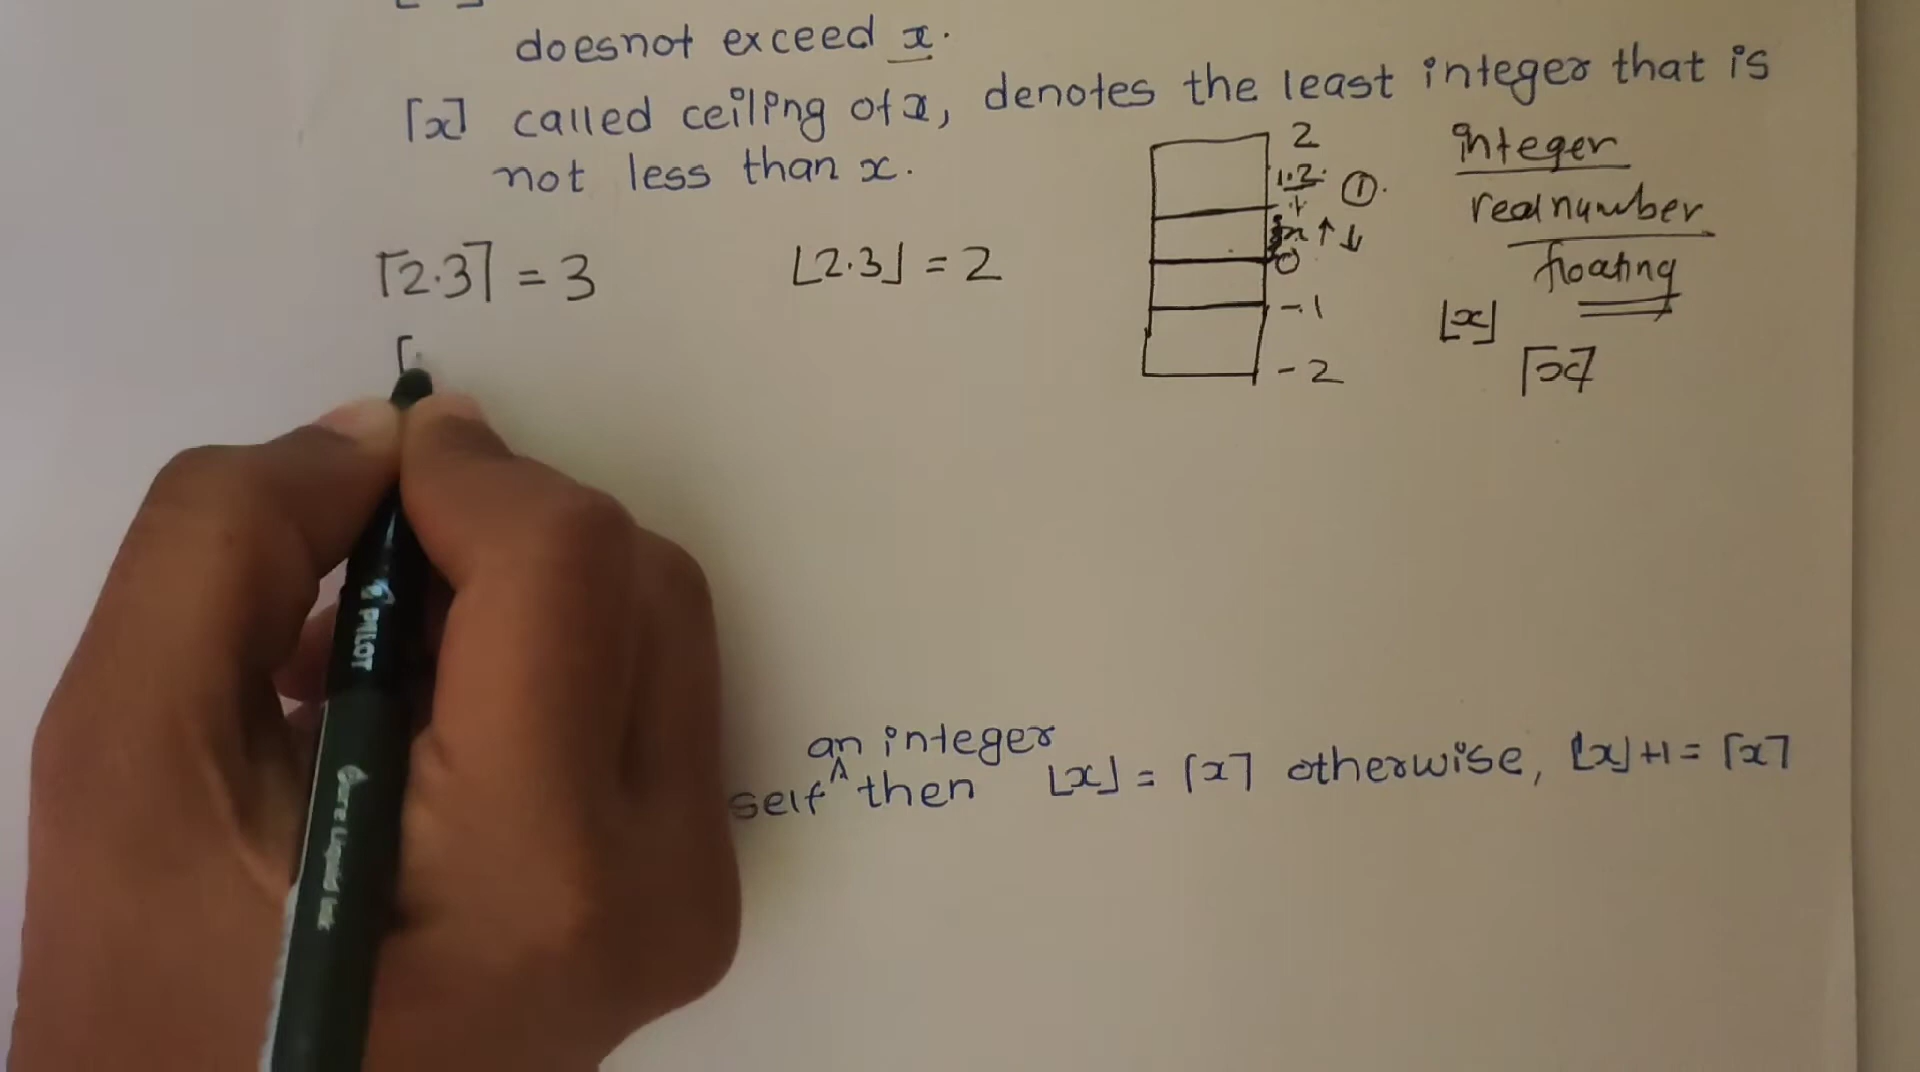 doesnot exceed x.
⌈x⌉ called ceiling of x, denotes the least integer that is
not less than x.
⌈2.3⌉ = 3
⌊2.3⌋ = 2
2
1.2
1
0
-1
-2
integer
real number
floating
⌊x⌋
⌈x⌉
an integer
self then ⌊x⌋ = ⌈x⌉ otherwise, ⌊x⌋+1 = ⌈x⌉
PILOT